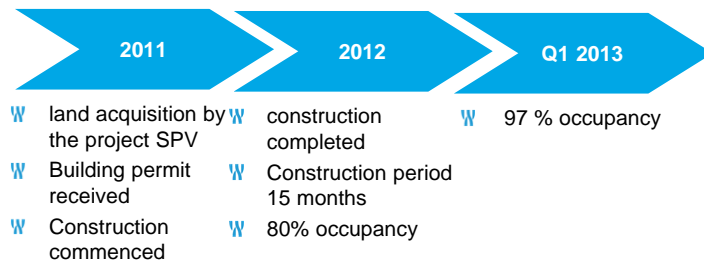 2011
land acquisition by
the project SPV
Building permit
received
Construction
commenced
2012
construction
completed
Construction period
15 months
80% occupancy
Q1 2013
97 % occupancy